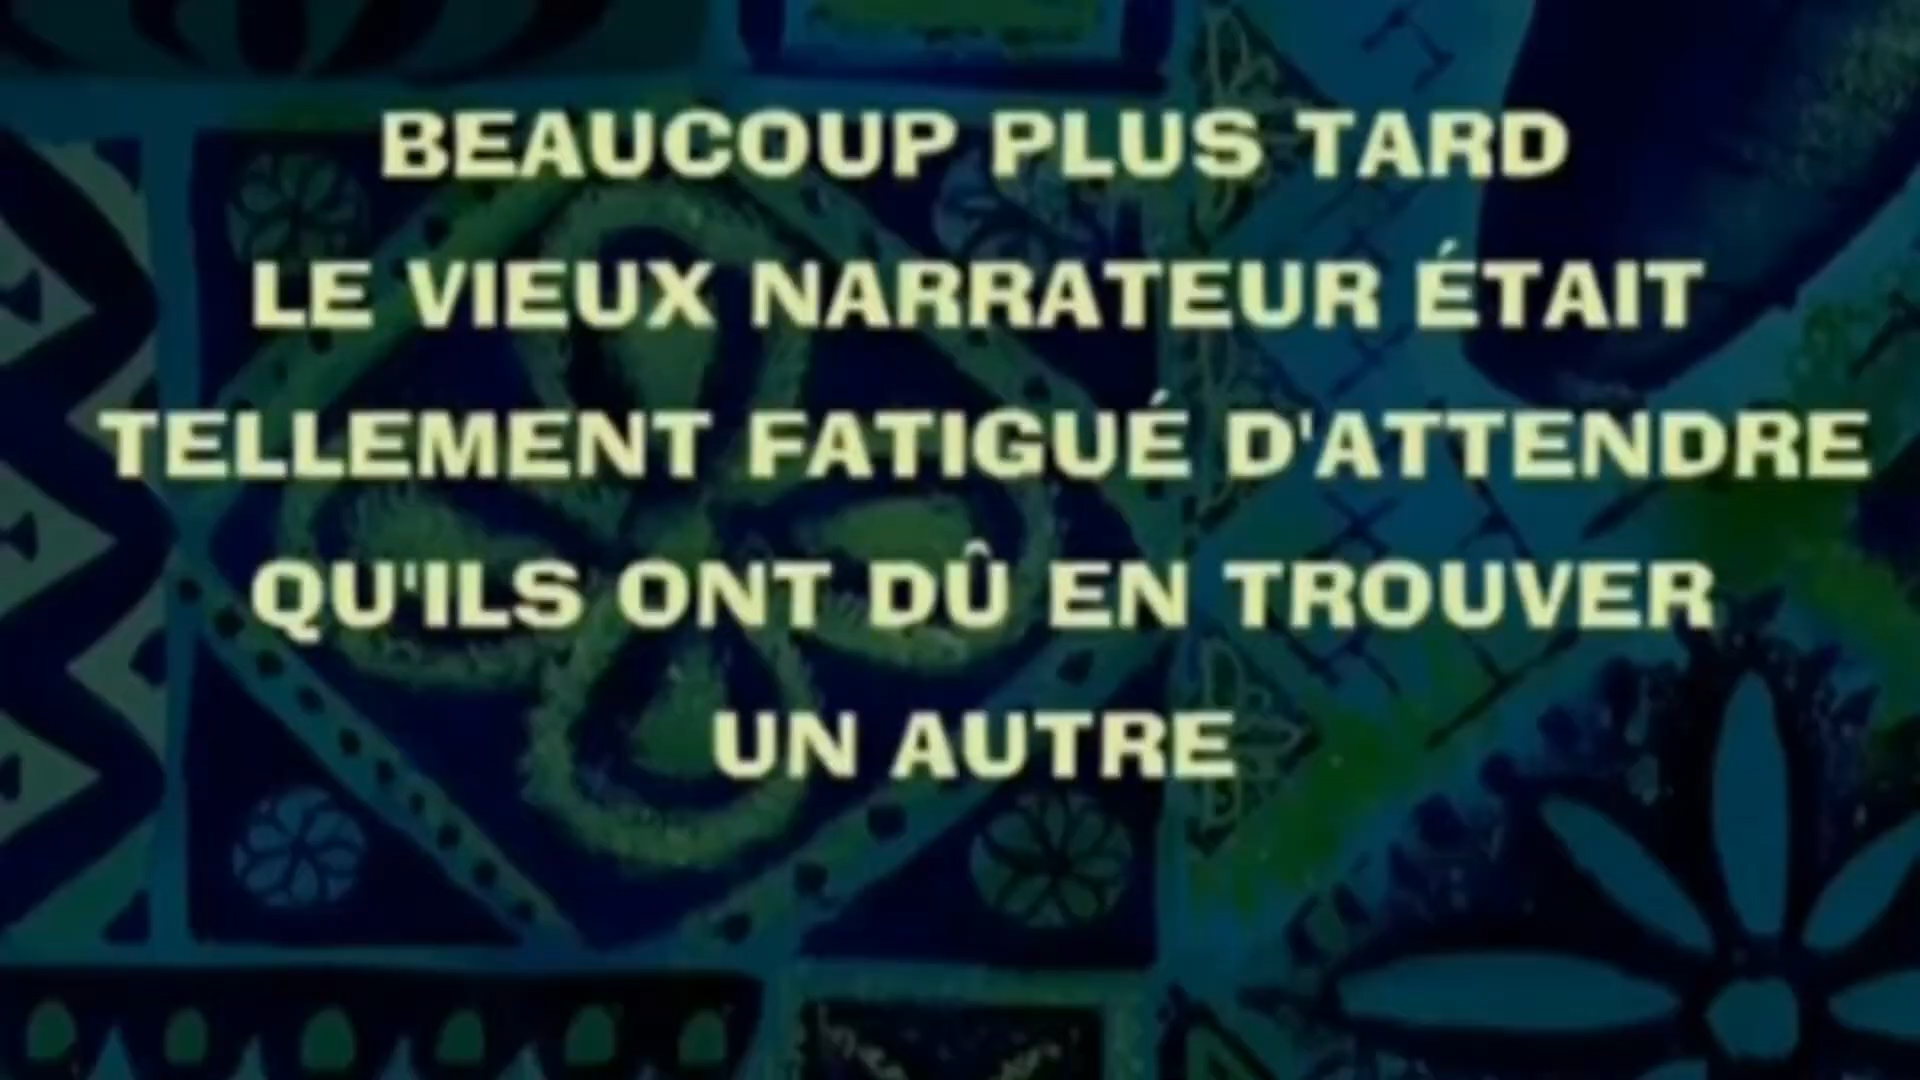 BEAUCOUP PLUS TARD
LE VIEUX NARRATEUR ÉTAIT
TELLEMENT FATIGUÉ D'ATTENDRE
QU'ILS ONT DÛ EN TROUVER
UN AUTRE